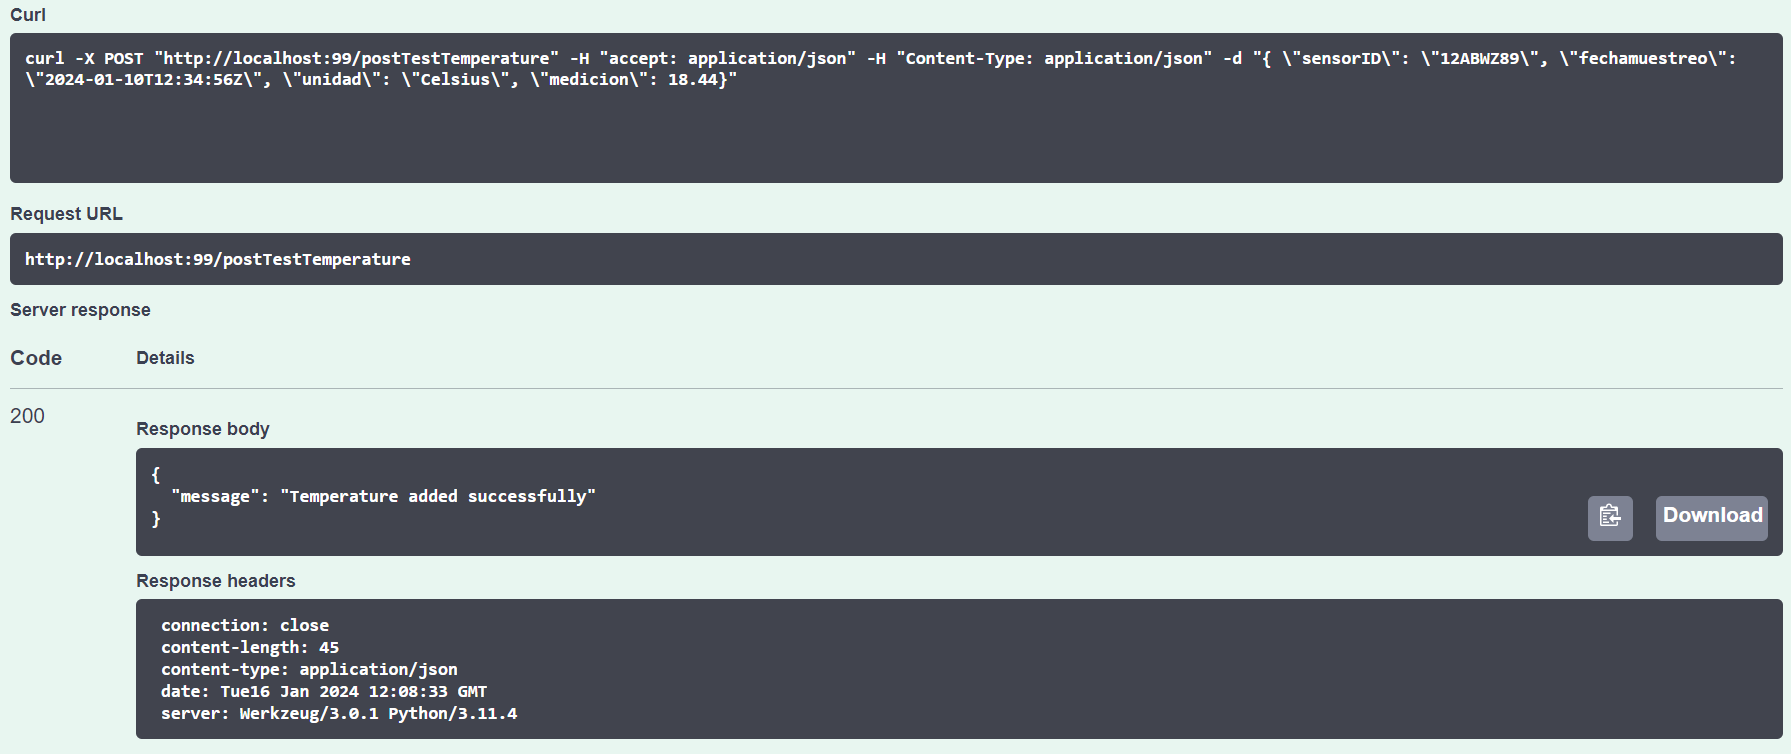 Curl
curl -X POST "http://localhost:99/postTestTemperature" -H "accept: application/json" -H "Content-Type: application/json" -d "{ \"sensorID\": \"12ABWZ89\", \"fechamuestreo\":
\"2024-01-10T12:34:56Z\", \"unidad\": \"Celsius\", \"medicion\": 18.44}"
Request URL
http://localhost:99/postTestTemperature
Server response
Code Details
200
Response body
{
  "message": "Temperature added successfully"
}
Download
Response headers
connection: close
content-length: 45
content-type: application/json
date: Tue16 Jan 2024 12:08:33 GMT
server: Werkzeug/3.0.1 Python/3.11.4